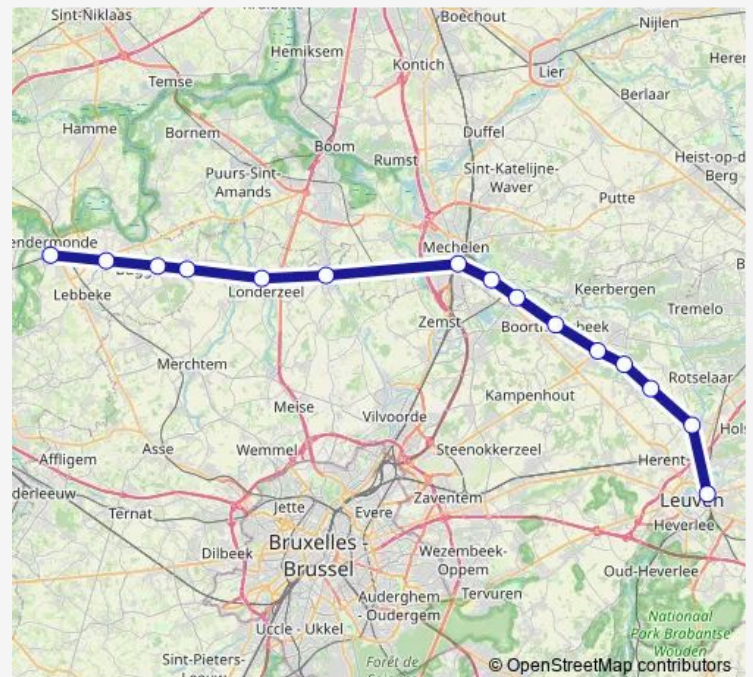 Sint-Niklaas
Boechout
Nijlen
Hemiksem
Kontich
Lier
Temse
Berlaar
Hamme
Bornem
Duffel
Boom
Rumst
Puurs-Sint-
Amands
Sint-Katelijne-
Waver
Heist-op-d
Berg
Putte
endermonde
Mechelen
Lebbeke
Londerzeel
Keerbergen
Tremelo
Zemst
Merchtem
Rotselaar
Kampenhout
Meise
Vilvoorde
Hols
Asse
Wemmel
Steenokkerzeel
Affligem
Herent
derleeuw
Zaventem
Leuven
Ternat
Jette
Evere
Heverlee
Dilbeek
Bruxelles -
Brussel
Wezembeek-
Oppem
Oud-Heverlee
Tervuren
Auderghem
- Oudergem
Nationaal
Park Brabantse
Wouden
Uccle - Ukkel
Sint-Pieters-
Forêt de
© OpenStreetMap contributors